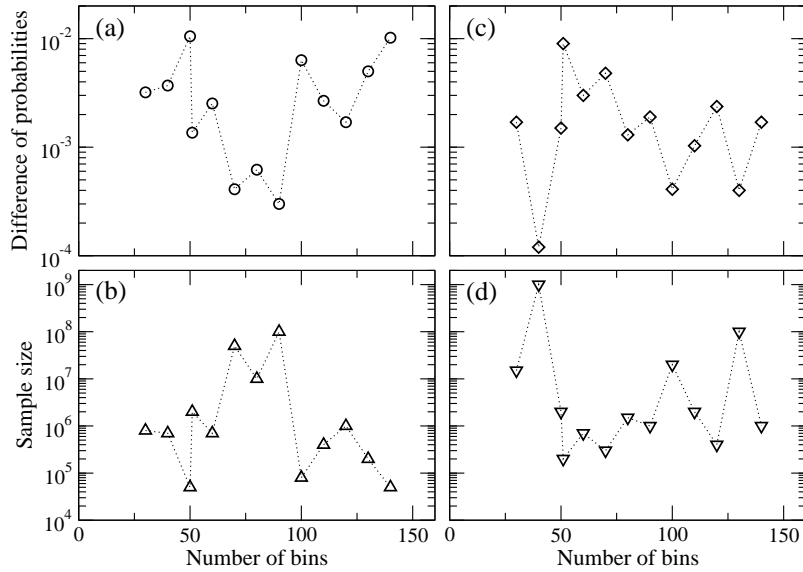 (a)
(c)
10^-2
10^-3
10^-4
Difference of probabilities
(b)
(d)
10^9
10^8
10^7
10^6
10^5
10^4
Sample size
0 50 100 150
0 50 100 150
Number of bins
Number of bins